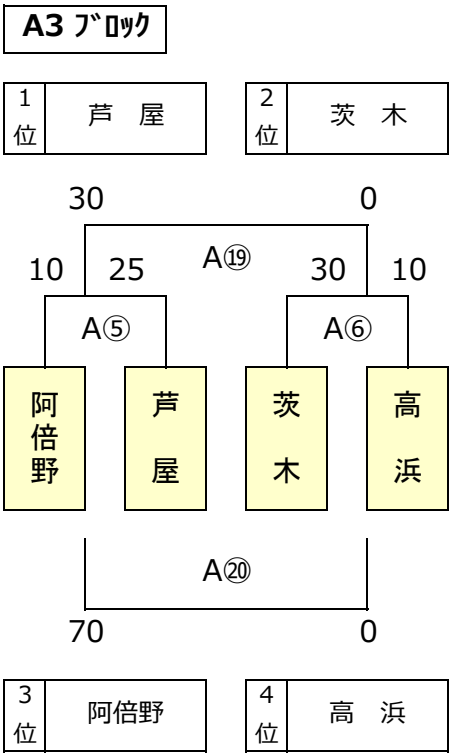 A3 ﾌﾞﾛｯｸ
1位 芦　屋 2位 茨　木
30 0
A⑲
10 25 30 10
A⑤ A⑥
阿倍野 芦屋 茨木 高浜
A⑳
70 0
3位 阿倍野 4位 高　浜